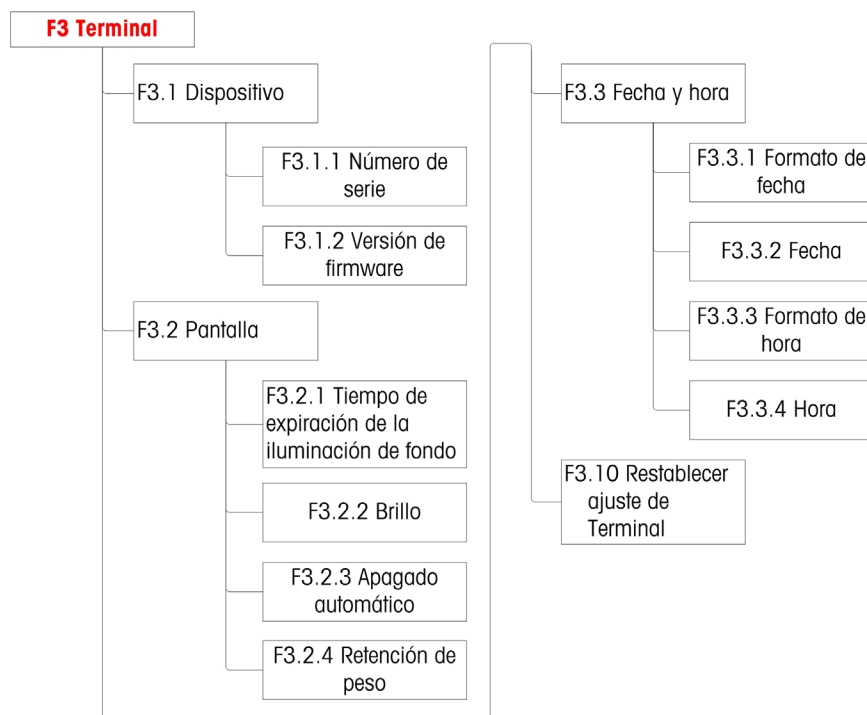 F3 Terminal
F3.1 Dispositivo
F3.1.1 Número de
serie
F3.1.2 Versión de
firmware
F3.2 Pantalla
F3.2.1 Tiempo de
expiración de la
iluminación de fondo
F3.2.2 Brillo
F3.2.3 Apagado
automático
F3.2.4 Retención de
peso
F3.3 Fecha y hora
F3.3.1 Formato de
fecha
F3.3.2 Fecha
F3.3.3 Formato de
hora
F3.3.4 Hora
F3.10 Restablecer
ajuste de
Terminal